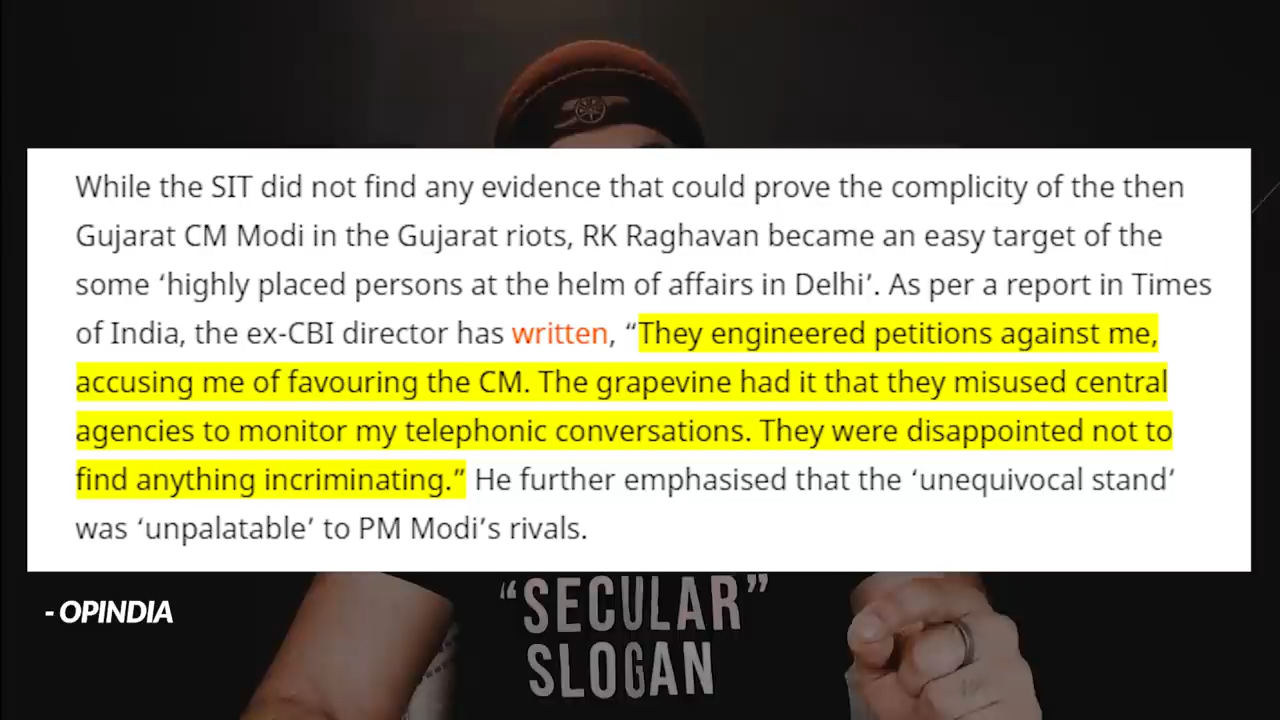 While the SIT did not find any evidence that could prove the complicity of the then
Gujarat CM Modi in the Gujarat riots, RK Raghavan became an easy target of the
some ‘highly placed persons at the helm of affairs in Delhi’. As per a report in Times
of India, the ex-CBI director has written, “They engineered petitions against me,
accusing me of favouring the CM. The grapevine had it that they misused central
agencies to monitor my telephonic conversations. They were disappointed not to
find anything incriminating.” He further emphasised that the ‘unequivocal stand’
was ‘unpalatable’ to PM Modi’s rivals.
- OPINDIA
“SECULAR”
SLOGAN